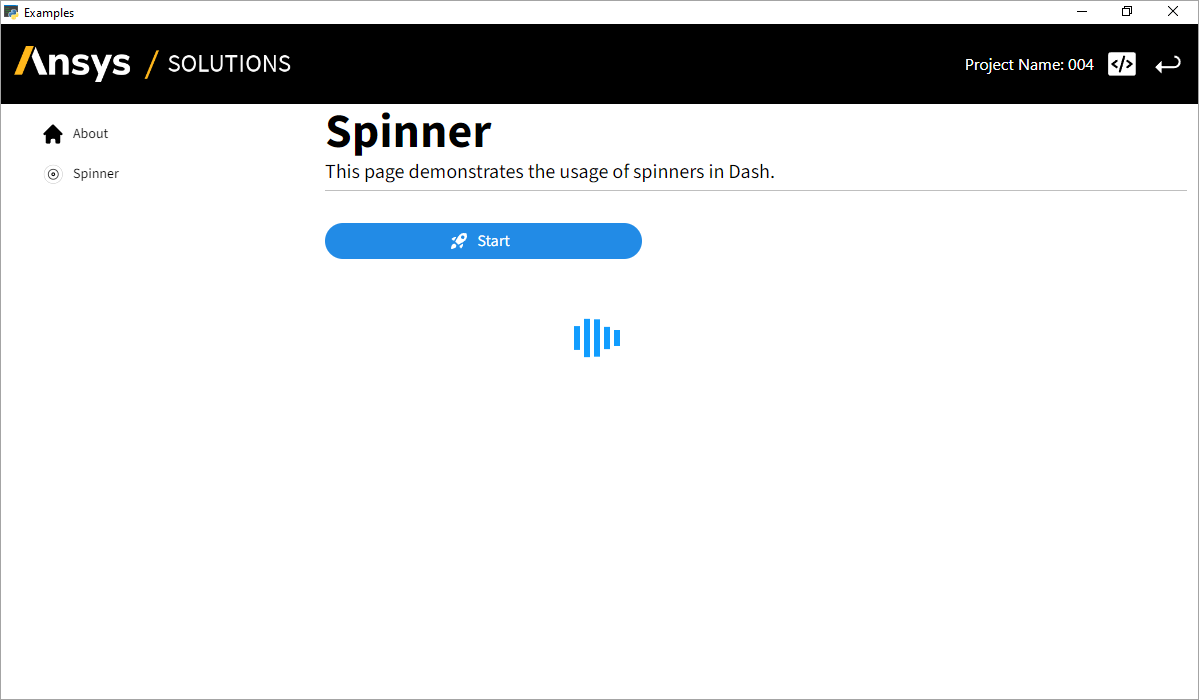 Examples
Ansys / SOLUTIONS
Project Name: 004 </>
About
Spinner
Spinner
This page demonstrates the usage of spinners in Dash.
Start